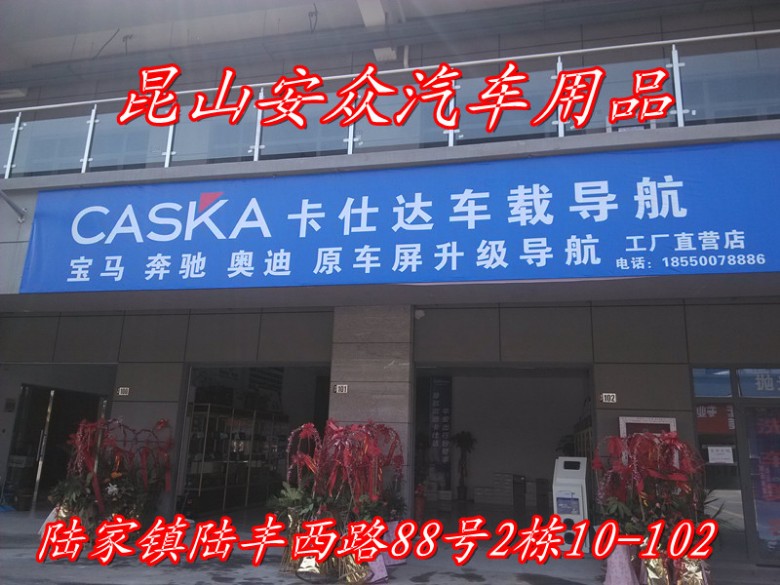 昆山安众汽车用品
CASKA 卡仕达车载导航
宝马 奔驰 奥迪 原车屏升级导航
工厂直营店
电话：18550078886
101
102
陆家镇陆丰西路88号2栋10-102